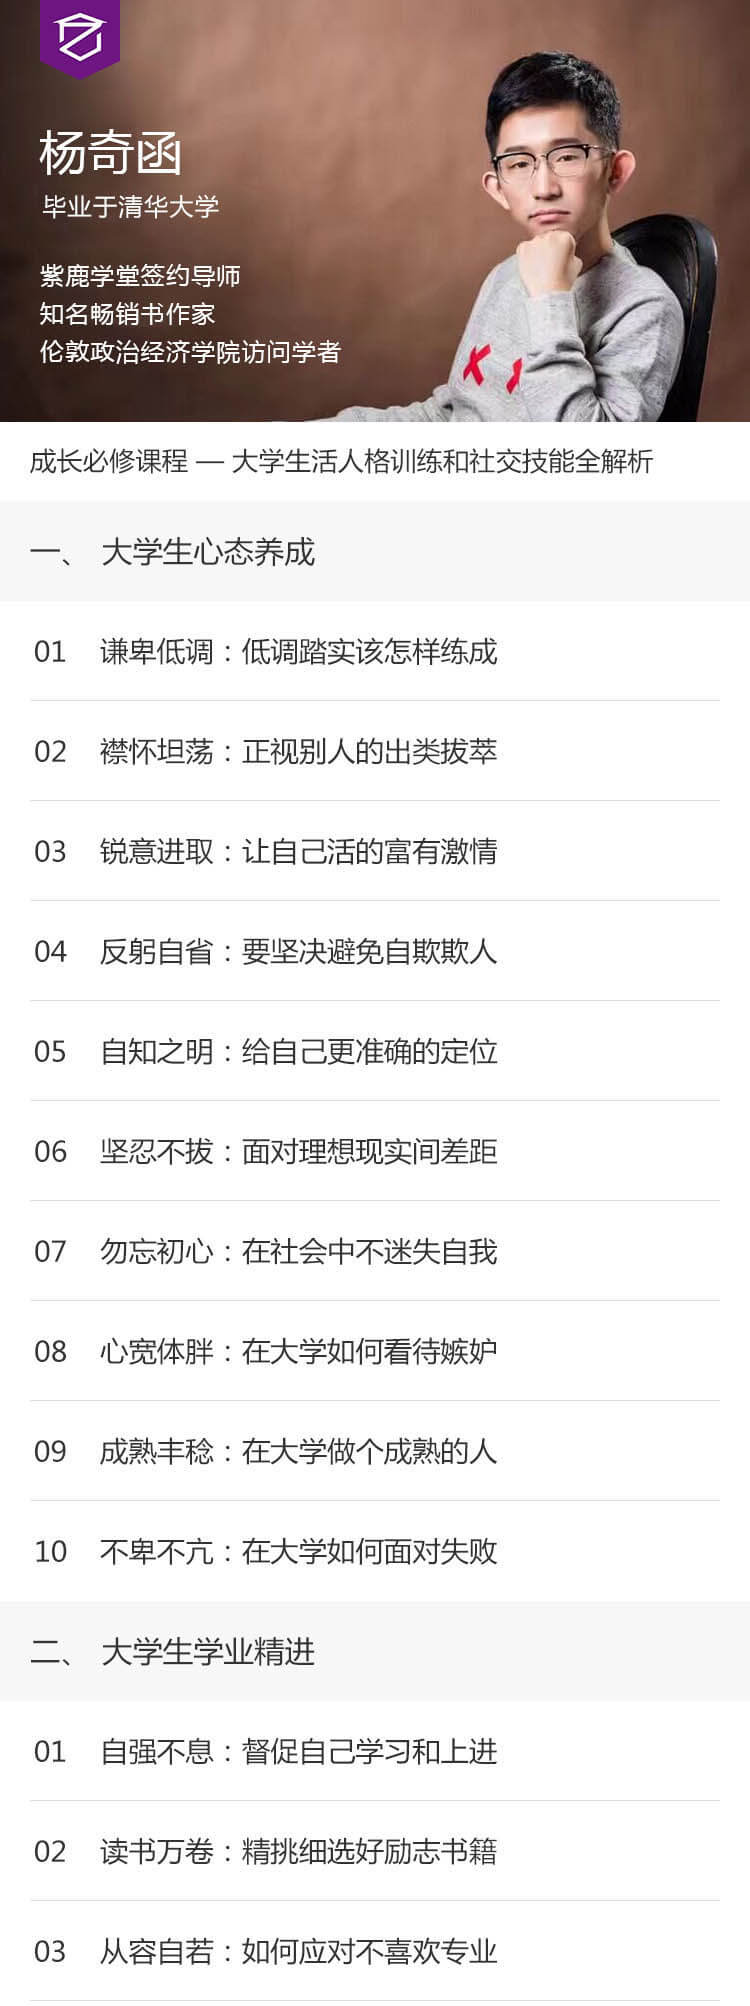 杨奇函
毕业于清华大学
紫鹿学堂签约导师
知名畅销书作家
伦敦政治经济学院访问学者
成长必修课程 — 大学生活人格训练和社交技能全解析
一、 大学生心态养成
01 谦卑低调：低调踏实该怎样练成
02 襟怀坦荡：正视别人的出类拔萃
03 锐意进取：让自己活的富有激情
04 反躬自省：要坚决避免自欺欺人
05 自知之明：给自己更准确的定位
06 坚忍不拔：面对理想现实间差距
07 勿忘初心：在社会中不迷失自我
08 心宽体胖：在大学如何看待嫉妒
09 成熟丰稔：在大学做个成熟的人
10 不卑不亢：在大学如何面对失败
二、 大学生学业精进
01 自强不息：督促自己学习和上进
02 读书万卷：精挑细选好励志书籍
03 从容自若：如何应对不喜欢专业